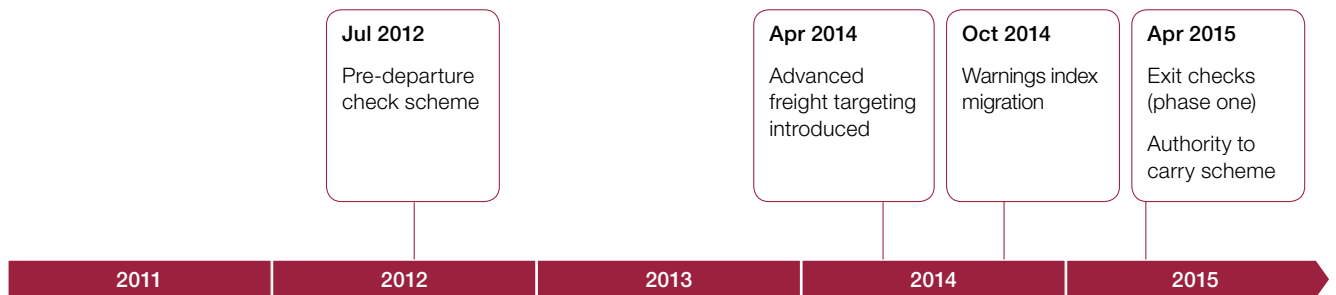 Jul 2012
Pre-departure
check scheme
Apr 2014
Advanced
freight targeting
introduced
Oct 2014
Warnings index
migration
Apr 2015
Exit checks
(phase one)
Authority to
carry scheme
2011
2012
2013
2014
2015